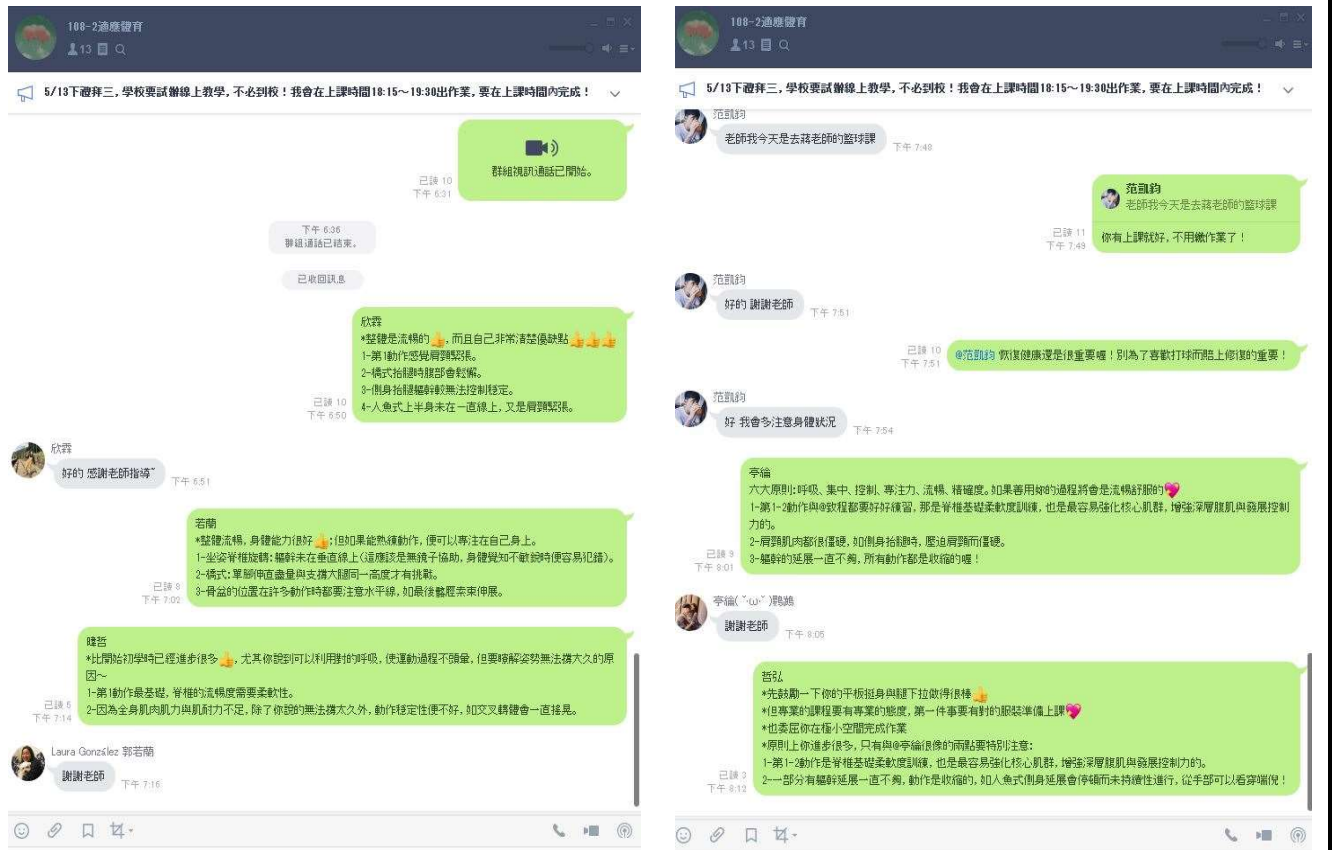 108-2適應體育
13
5/13下禮拜三,學校要試辦線上教學,不必到校!我會在上課時間18:15～19:30出作業,要在上課時間內完成!
群組視訊通話已開始。
已讀 10
下午 6:31
下午 6:36
群組通話已結束。
已收回訊息
欣霖
*整體是流暢的👍,而且自己非常清楚優缺點👍👍👍
1-第1動作感覺肩頸緊張。
2-橋式抬腿時腹部會鬆懈。
3-側身抬腿軀幹較無法控制穩定。
4-人魚式上半身未在一直線上,又是肩頸緊張。
已讀 10
下午 6:50
欣霖
好的 感謝老師指導~
下午 6:51
若蘭
*整體流暢,身體能力很好👍;但如果能熟練動作,便可以專注在自己身上。
1-坐姿脊椎旋轉:軀幹未在垂直線上(這應該是無鏡子協助,身體覺知不敏銳時便容易犯錯)。
2-橋式:單腳伸直盡量與支撐大腿同一高度才有挑戰。
3-骨盆的位置在許多動作時都要注意水平線,如最後髂脛束東伸展。
已讀 8
下午 7:02
暐哲
*比開始初學時已經進步很多👍,尤其你說到可以利用對的呼吸,使運動過程不頭暈,但要瞭解姿勢無法撐太久的原
因～
1-第1動作最基礎,脊椎的流暢度需要柔軟性。
2-因為全身肌肉肌力與肌耐力不足,除了你說的無法撐太久外,動作穩定性便不好,如交叉轉體會一直搖晃。
已讀 5
下午 7:14
Laura González 郭若蘭
謝謝老師
下午 7:16
108-2適應體育
13
5/13下禮拜三,學校要試辦線上教學,不必到校!我會在上課時間18:15～19:30出作業,要在上課時間內完成!
范凱鈞
老師我今天是去蔣老師的籃球課
下午 7:48
范凱鈞
老師我今天是去蔣老師的籃球課
你有上課就好,不用繳作業了!
已讀 11
下午 7:49
范凱鈞
好的 謝謝老師
下午 7:51
@范凱鈞 恢復健康還是很重要喔!別為了喜歡打球而賠上修復的重要!
已讀 10
下午 7:51
范凱鈞
好 我會多注意身體狀況
下午 7:54
亭綸
六大原則:呼吸、集中、控制、專注力、流暢、精確度。如果善用妳的過程將會是流暢舒服的💖
1-第1-2動作與@致程都要好好練習,那是脊椎基礎柔軟度訓練,也是最容易強化核心肌群,增強深層腹肌與發展控制
力的。
2-肩頸肌肉都很僵硬,如側身抬腿時,壓迫肩頸而僵硬。
3-軀幹的延展一直不夠,所有動作都是收縮的喔!
已讀 9
下午 8:01
亭綸(˘·ω·˘)鸚鵡
謝謝老師
下午 8:05
哲弘
*先鼓勵一下你的平板挺身與腿下拉做得很棒👍
*但專業的課程要有專業的態度,第一件事要有對的服裝準備上課💖
*也委屈你在極小空間完成作業
*原則上你進步很多,只有與@亭綸很像的兩點要特別注意:
1-第1-2動作是脊椎基礎柔軟度訓練,也是最容易強化核心肌群,增強深層腹肌與發展控制力的。
2-一部分有軀幹延展一直不夠,動作是收縮的,如人魚式側身延展會停頓而未持續性進行,從手部可以看穿端倪!
已讀 3
下午 8:12